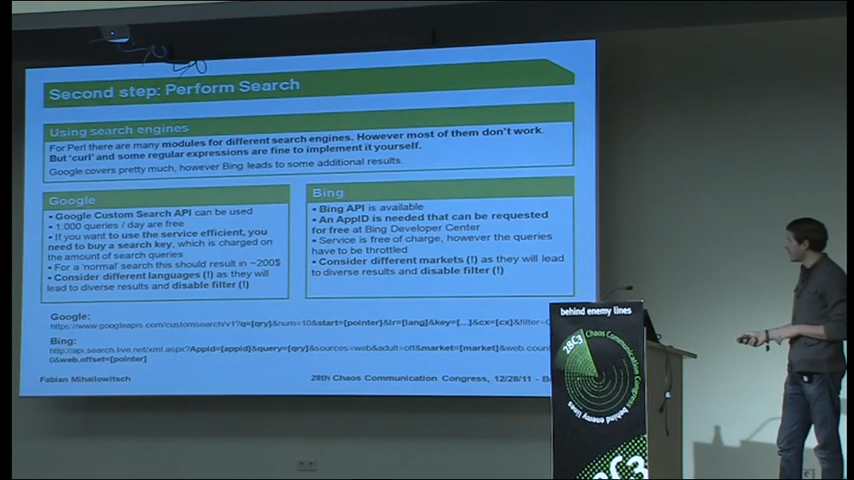 Second step: Perform Search
Using search engines
For Perl there are many modules for different search engines. However most of them don't work.
But 'curl' and some regular expressions are fine to implement it yourself.
Google covers pretty much, however Bing leads to some additional results.
Google
▪ Google Custom Search API can be used
▪ 1.000 queries / day are free
▪ If you want to use the service efficient, you
need to buy a search key, which is charged on
the amount of search queries
▪ For a 'normal' search this should result in ~200$
▪ Consider different languages (!) as they will
lead to diverse results and disable filter (!)
Bing
▪ Bing API is available
▪ An AppID is needed that can be requested
for free at Bing Developer Center
▪ Service is free of charge, however the queries
have to be throttled
▪ Consider different markets (!) as they will lead
to diverse results and disable filter (!)
Google:
https://www.googleapis.com/customsearch/v1?q=[qry]&num=10&start=[pointer]&lr=[lang]&key=[...]&cx=[cx]&filter=
Bing:
http://api.search.live.net/xml.aspx?Appid=[appid]&query=[qry]&sources=web&adult=off&market=[market]&web.coun
0&web.offset=[pointer]
Fabian Mihailowitsch
28th Chaos Communication Congress, 12/28/11 - Be
behind enemy lines
28C3
Chaos Communication Congress
behind enemy lines
28C3